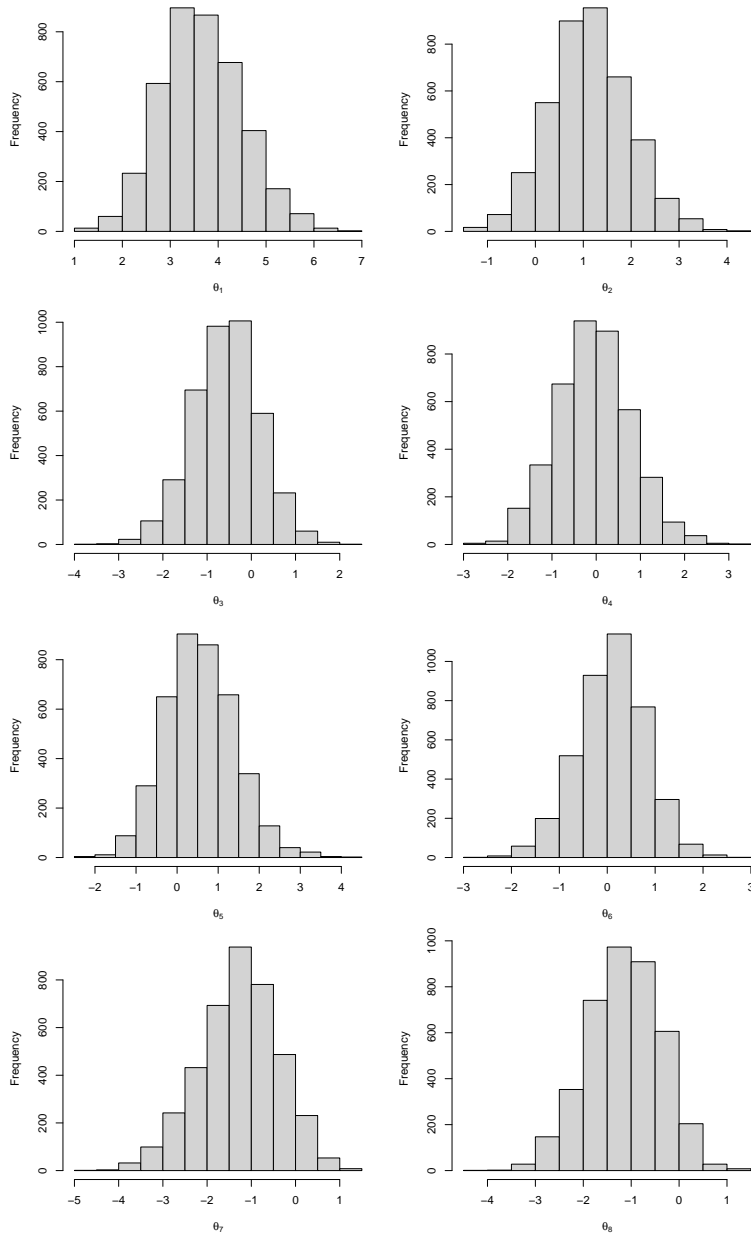 Frequency
0 200 400 600 800
1 2 3 4 5 6 7
θ₁
Frequency
0 200 400 600 800
−1 0 1 2 3 4
θ₂
Frequency
0 200 400 600 800 1000
−4 −3 −2 −1 0 1 2
θ₃
Frequency
0 200 400 600 800
−3 −2 −1 0 1 2 3
θ₄
Frequency
0 200 400 600 800
−2 −1 0 1 2 3 4
θ₅
Frequency
0 200 400 600 800 1000
−3 −2 −1 0 1 2 3
θ₆
Frequency
0 200 400 600 800
−5 −4 −3 −2 −1 0 1
θ₇
Frequency
0 200 400 600 800 1000
−4 −3 −2 −1 0 1
θ₈